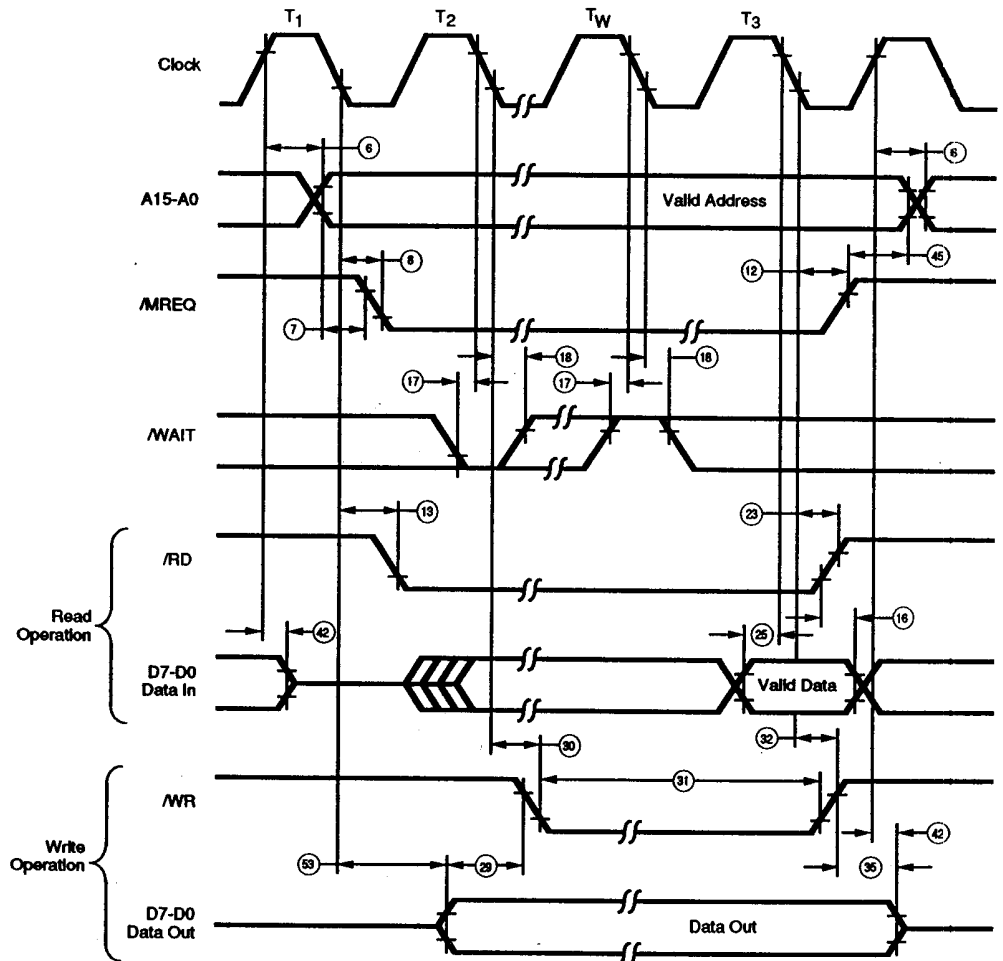 T1 T2 TW T3
Clock
6 6
A15-A0 Valid Address
8 12 45
/MREQ
7
17 18 17 18
/WAIT
13 23
/RD
Read
Operation
42 25 16
D7-D0
Data In Valid Data
30 32
31
/WR
42
Write
Operation
53 29 35
D7-D0
Data Out Data Out